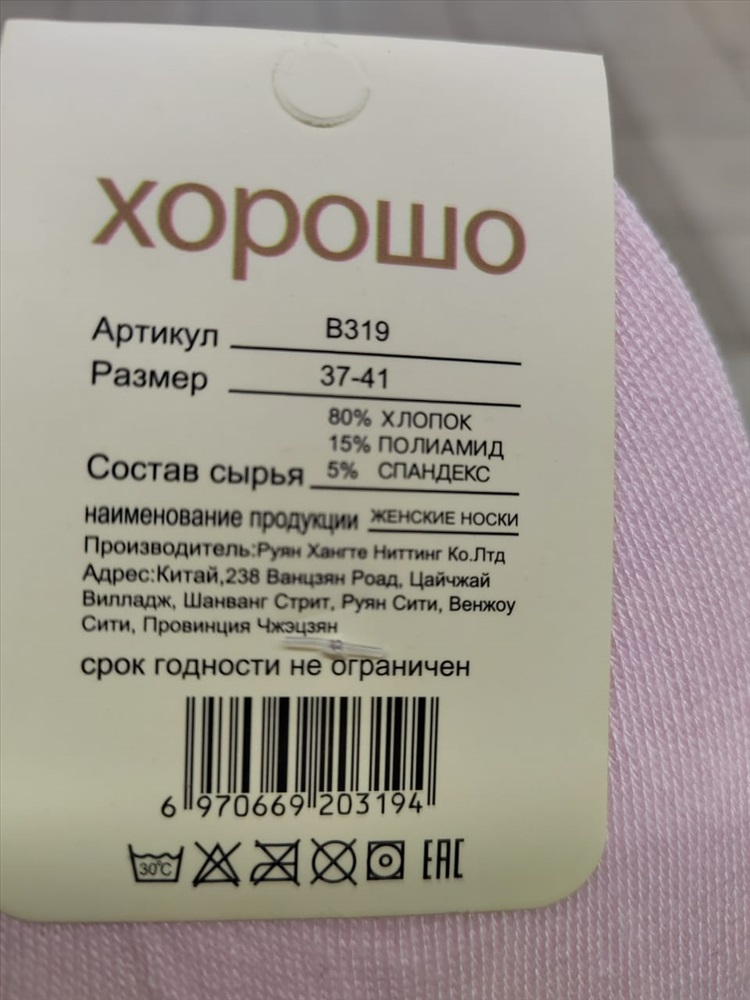 хорошо
Артикул В319
Размер 37-41
80% ХЛОПОК
15% ПОЛИАМИД
Состав сырья 5% СПАНДЕКС
наименование продукции ЖЕНСКИЕ НОСКИ
Производитель:Руян Хангте Ниттинг Ко.Лтд
Адрес:Китай,238 Ванцзян Роад, Цайчжай
Вилладж, Шанванг Стрит, Руян Сити, Венжоу
Сити, Провинция Чжэцзян
срок годности не ограничен
6 970669 203194
30°C EAC